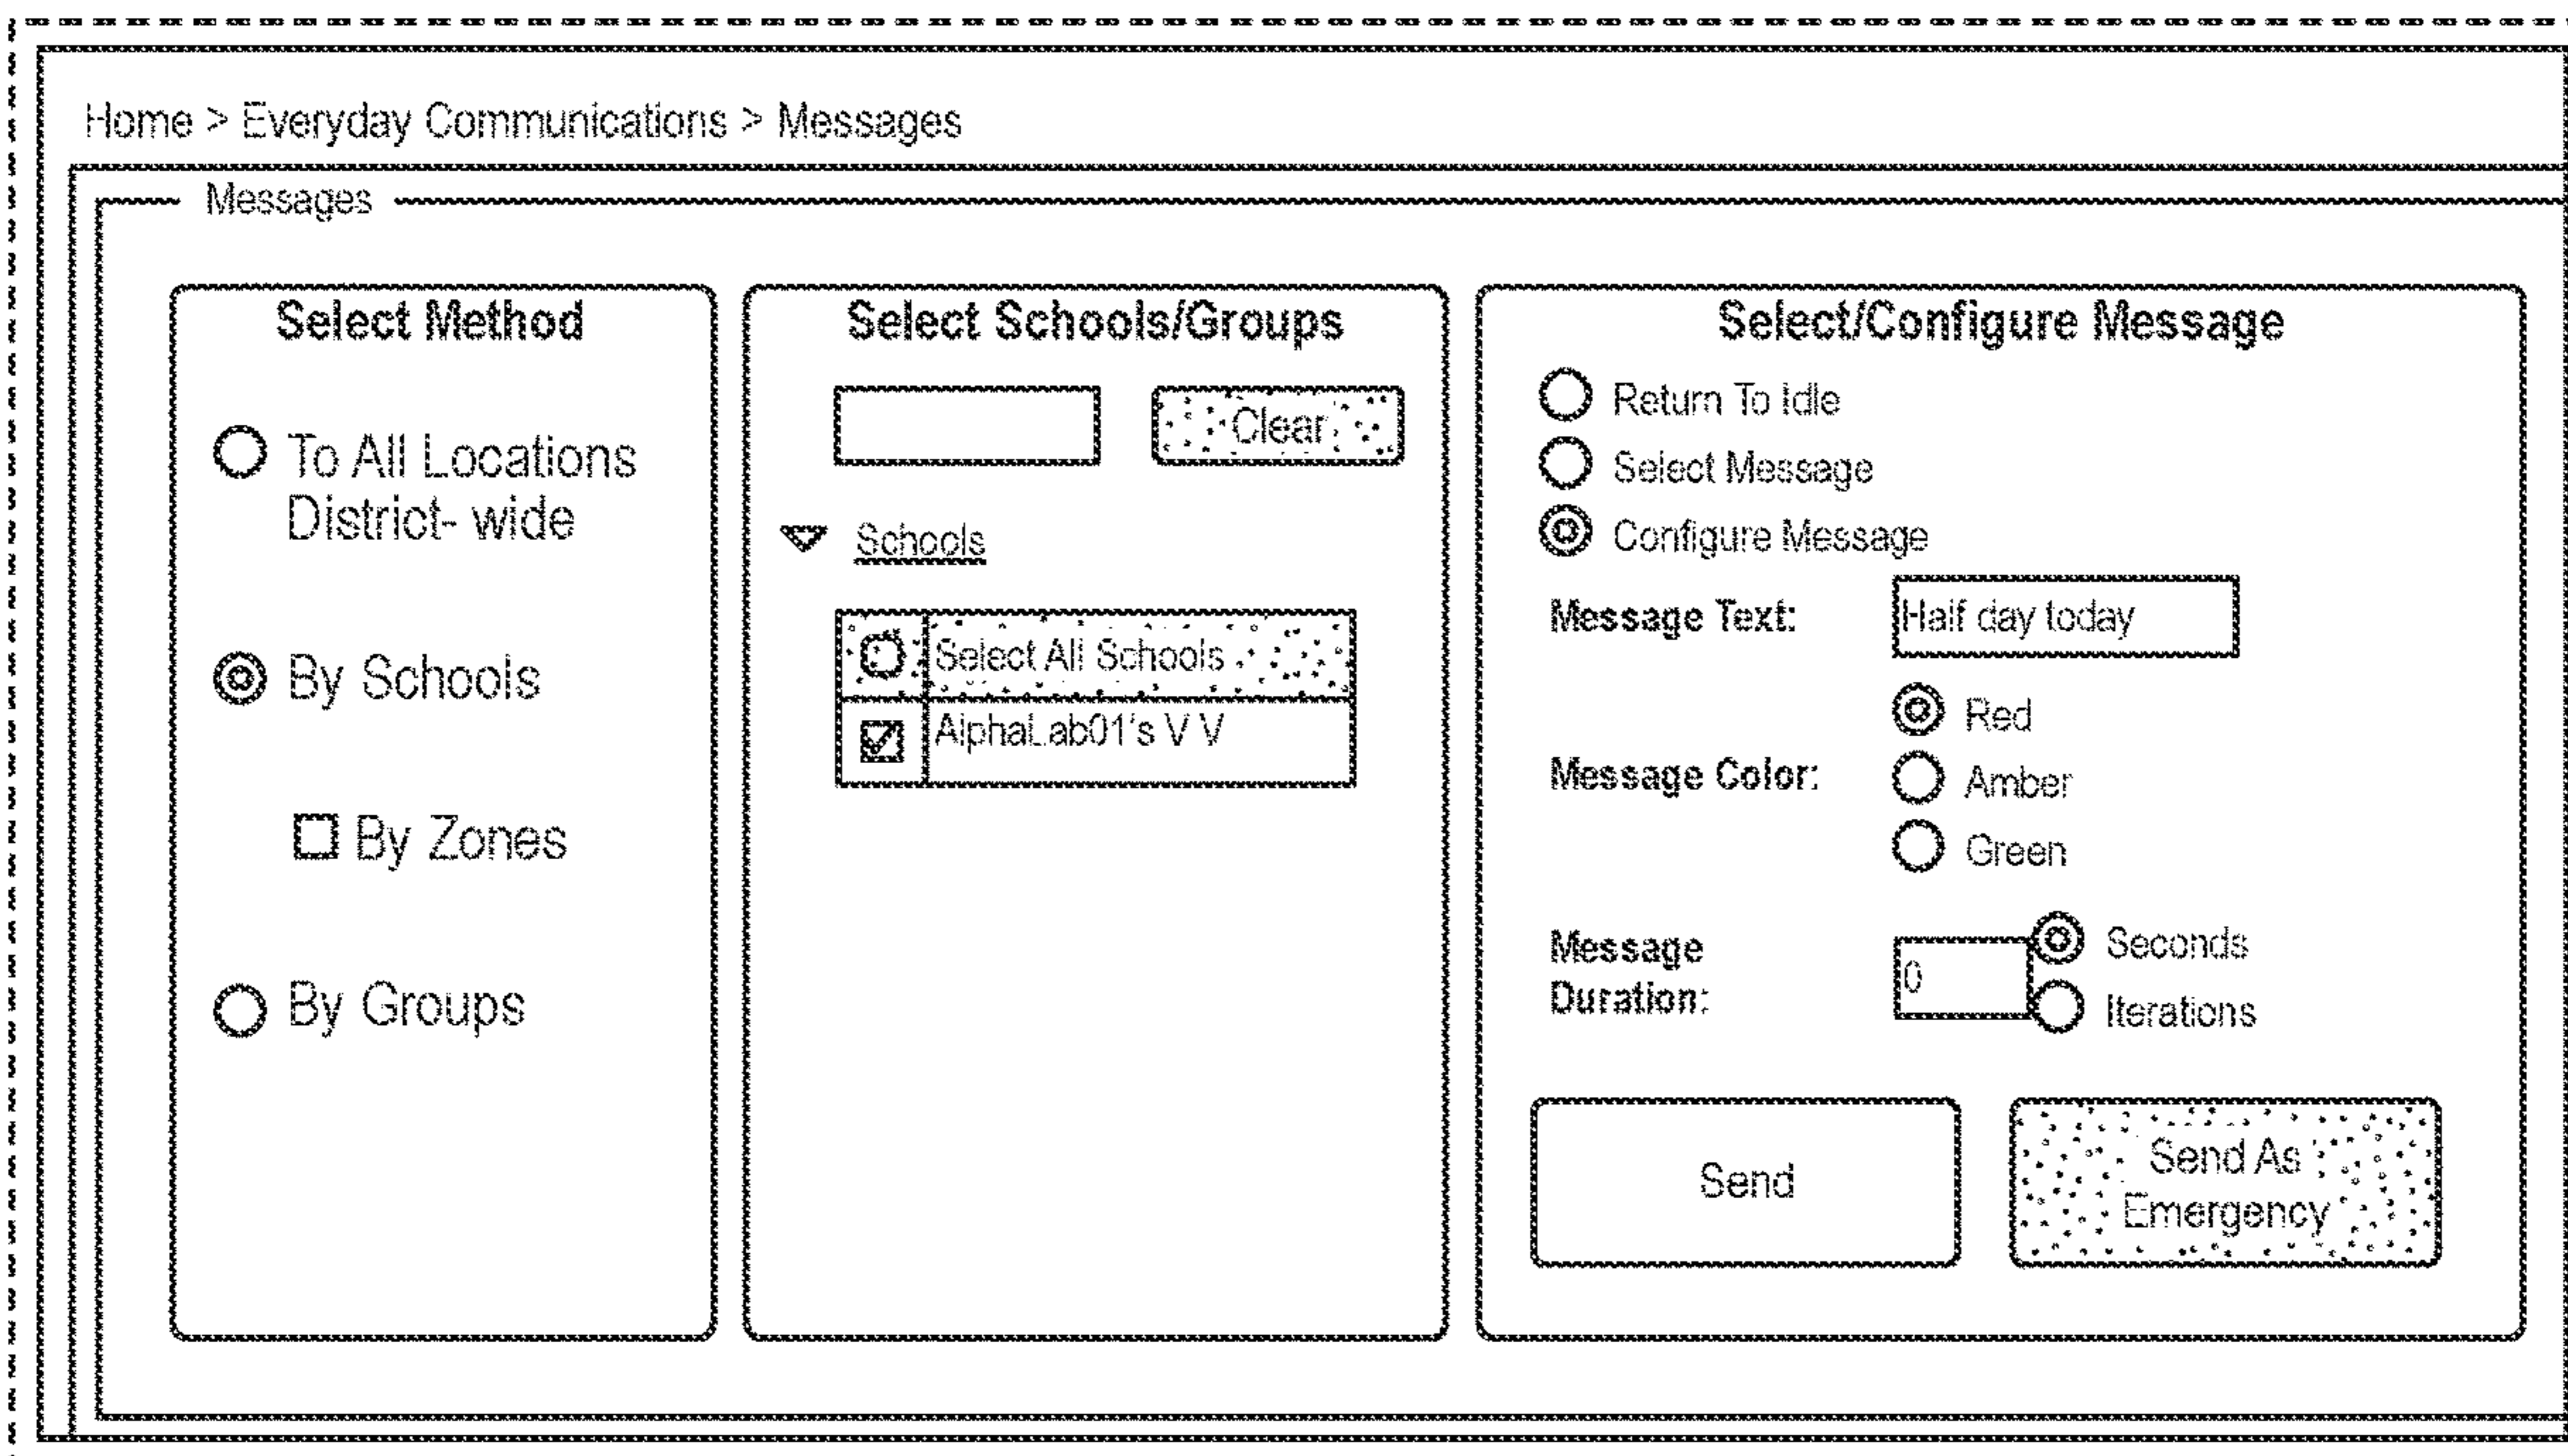 Home > Everyday Communications > Messages
Messages
Select Method
To All Locations
District- wide
By Schools
By Zones
By Groups
Select Schools/Groups
Clear
Schools
Select All Schools
AlphaLab01's V V
Select/Configure Message
Return To Idle
Select Message
Configure Message
Message Text:
Half day today
Message Color:
Red
Amber
Green
Message
Duration:
0
Seconds
Iterations
Send
Send As
Emergency